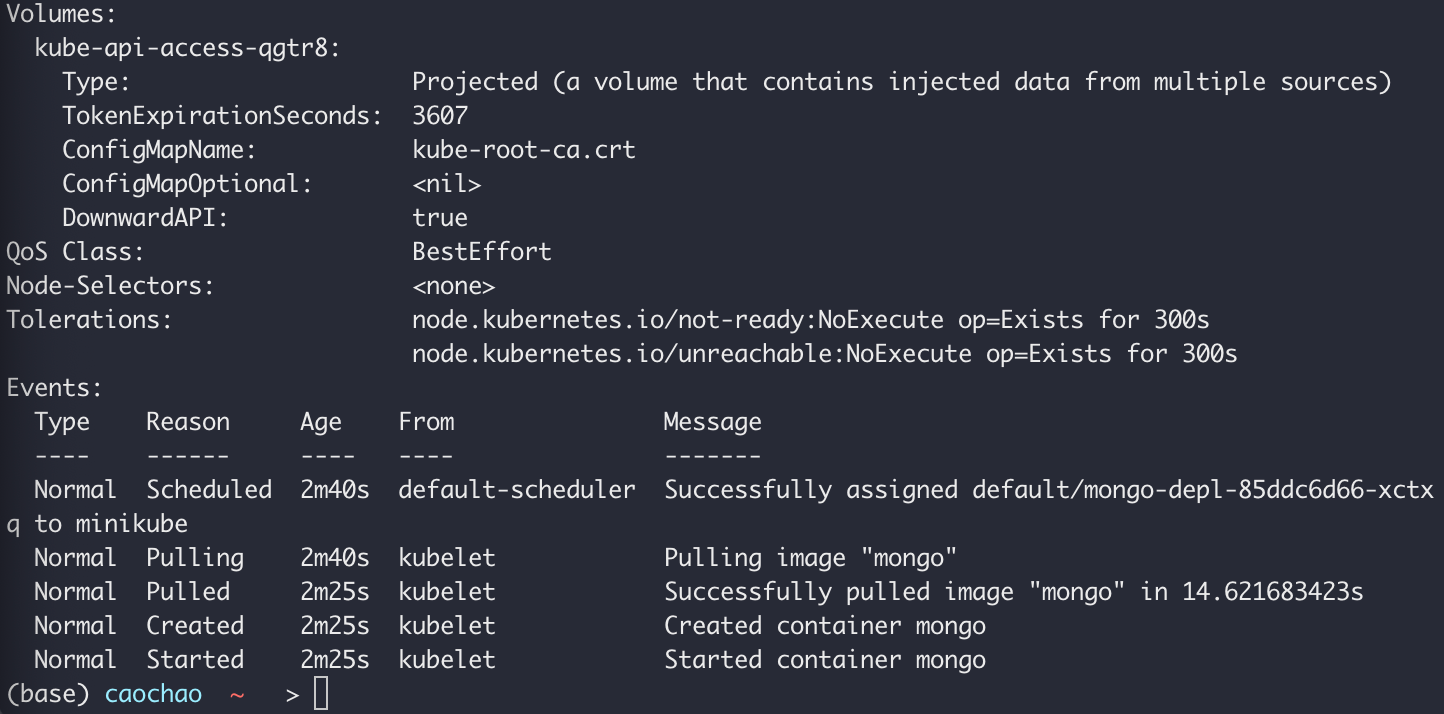 Volumes:
  kube-api-access-qgtr8:
    Type:                    Projected (a volume that contains injected data from multiple sources)
    TokenExpirationSeconds:  3607
    ConfigMapName:           kube-root-ca.crt
    ConfigMapOptional:       <nil>
    DownwardAPI:             true
QoS Class:                   BestEffort
Node-Selectors:              <none>
Tolerations:                 node.kubernetes.io/not-ready:NoExecute op=Exists for 300s
                             node.kubernetes.io/unreachable:NoExecute op=Exists for 300s
Events:
  Type    Reason     Age   From               Message
  ----    ------     ----  ----               -------
  Normal  Scheduled  2m40s  default-scheduler  Successfully assigned default/mongo-depl-85ddc6d66-xctx
q to minikube
  Normal  Pulling    2m40s  kubelet            Pulling image "mongo"
  Normal  Pulled     2m25s  kubelet            Successfully pulled image "mongo" in 14.621683423s
  Normal  Created    2m25s  kubelet            Created container mongo
  Normal  Started    2m25s  kubelet            Started container mongo
(base) caochao  ~   >